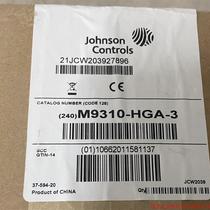 Johnson
Controls
21JCW203927896
CATALOG NUMBER (CODE 128)
(240)M9310-HGA-3
SCC
GTIN-14
(01)10662011581137
37-594-20
Product of CHINA
JCW2039